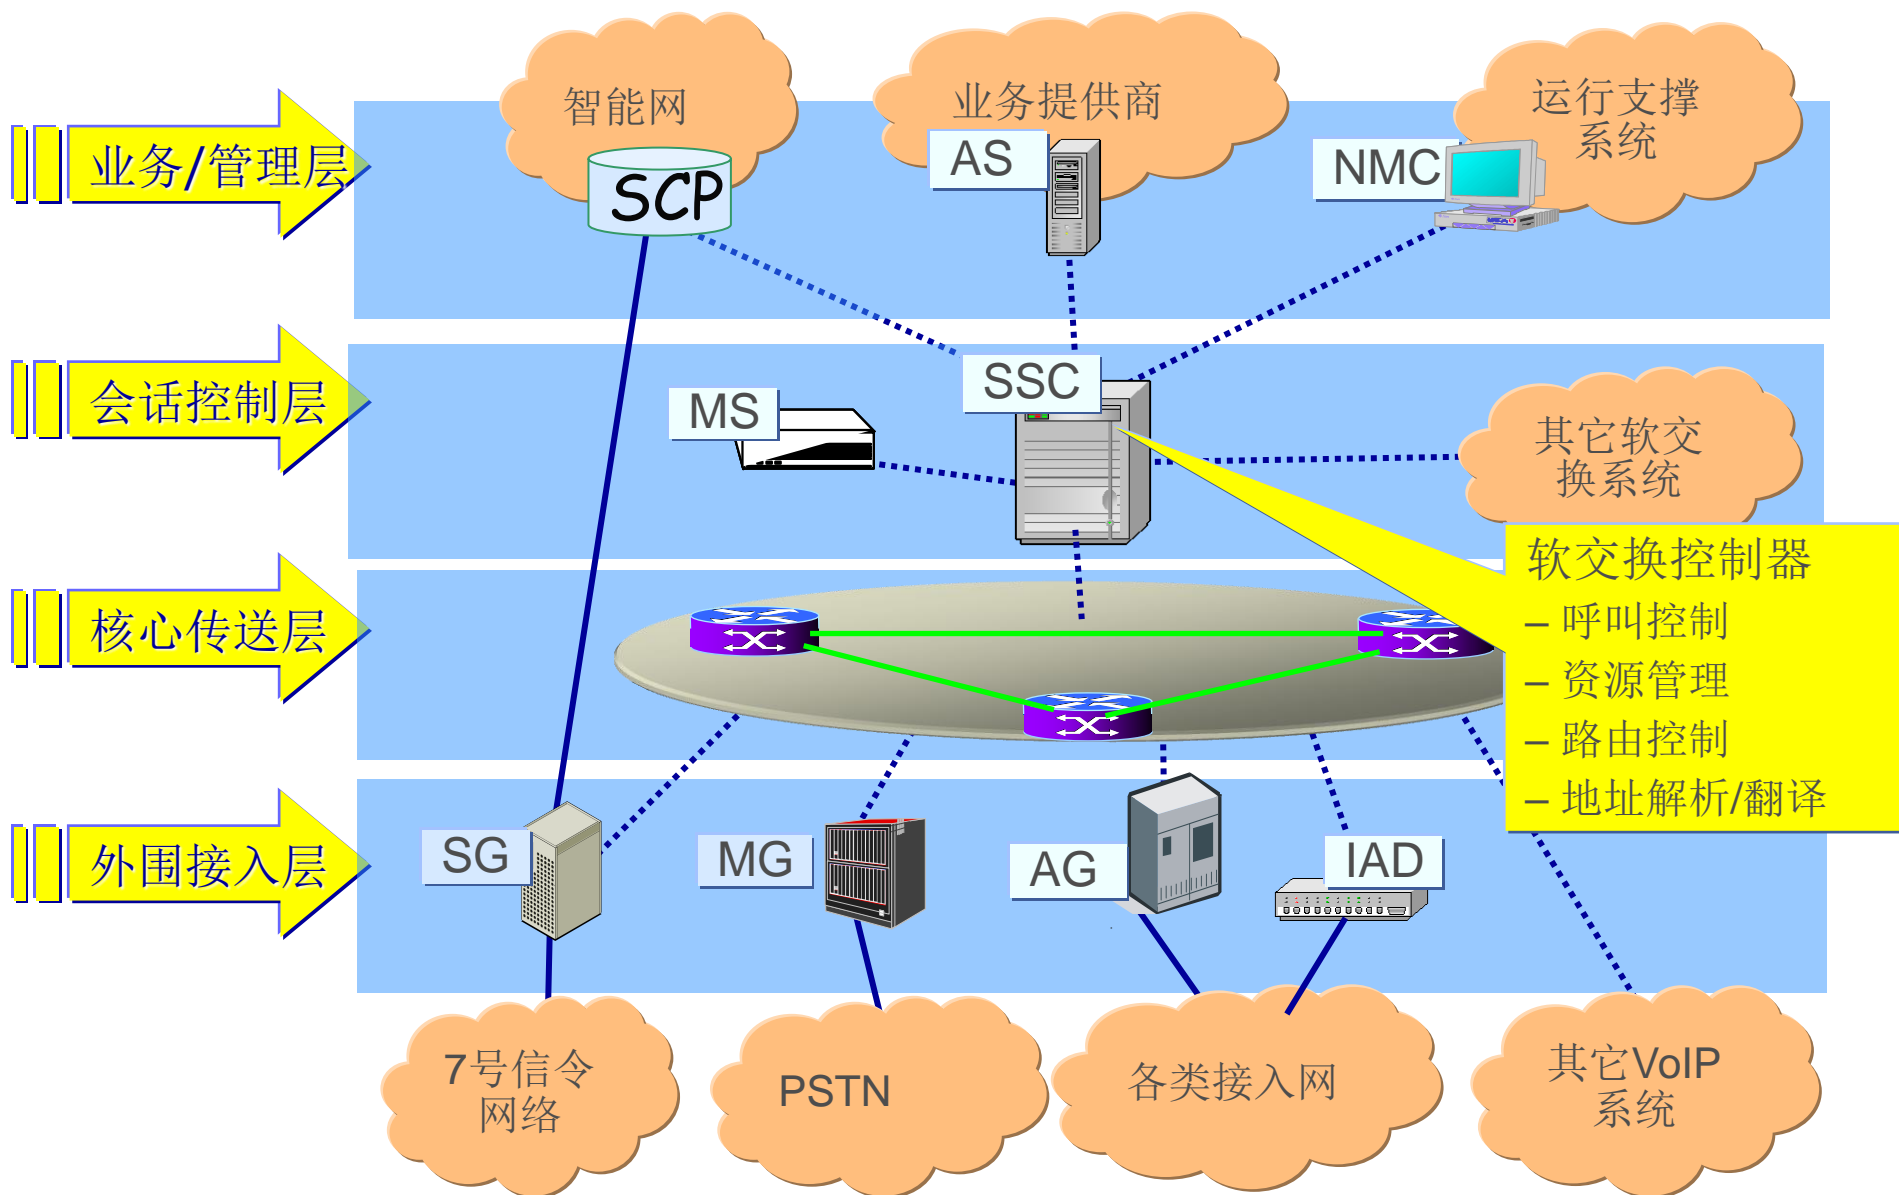 智能网
业务提供商
运行支撑
系统
业务/管理层
SCP
AS
NMC
会话控制层
MS
SSC
其它软交
换系统
核心传送层
软交换控制器
– 呼叫控制
– 资源管理
– 路由控制
– 地址解析/翻译
外围接入层
SG
MG
AG
IAD
7号信令
网络
PSTN
各类接入网
其它VoIP
系统